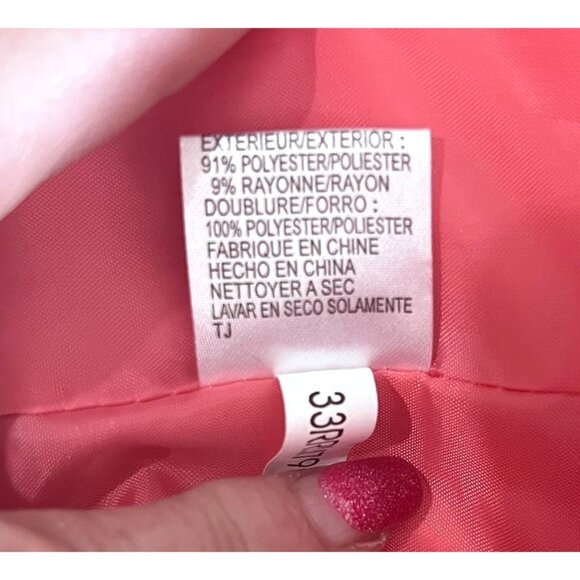 EXTERIEUR/EXTERIOR :
91% POLYESTER/POLIESTER
9% RAYONNE/RAYON
DOUBLURE/FORRO :
100% POLYESTER/POLIESTER
FABRIQUE EN CHINE
HECHO EN CHINA
NETTOYER A SEC
LAVAR EN SECO SOLAMENTE
TJ